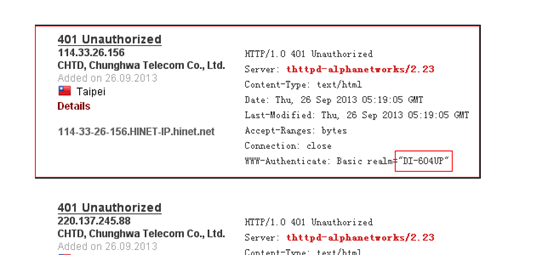 401 Unauthorized
114.33.26.156
CHTD, Chunghwa Telecom Co., Ltd.
Added on 26.09.2013
Taipei
Details
114-33-26-156.HINET-IP.hinet.net
HTTP/1.0 401 Unauthorized
Server: thttpd-alphanetworks/2.23
Content-Type: text/html
Date: Thu, 26 Sep 2013 05:19:05 GMT
Last-Modified: Thu, 26 Sep 2013 05:19:05 GMT
Accept-Ranges: bytes
Connection: close
WWW-Authenticate: Basic realm="DI-604UP"
401 Unauthorized
220.137.245.88
CHTD, Chunghwa Telecom Co., Ltd.
Added on 26.09.2013
HTTP/1.0 401 Unauthorized
Server: thttpd-alphanetworks/2.23
Content-Type: text/html